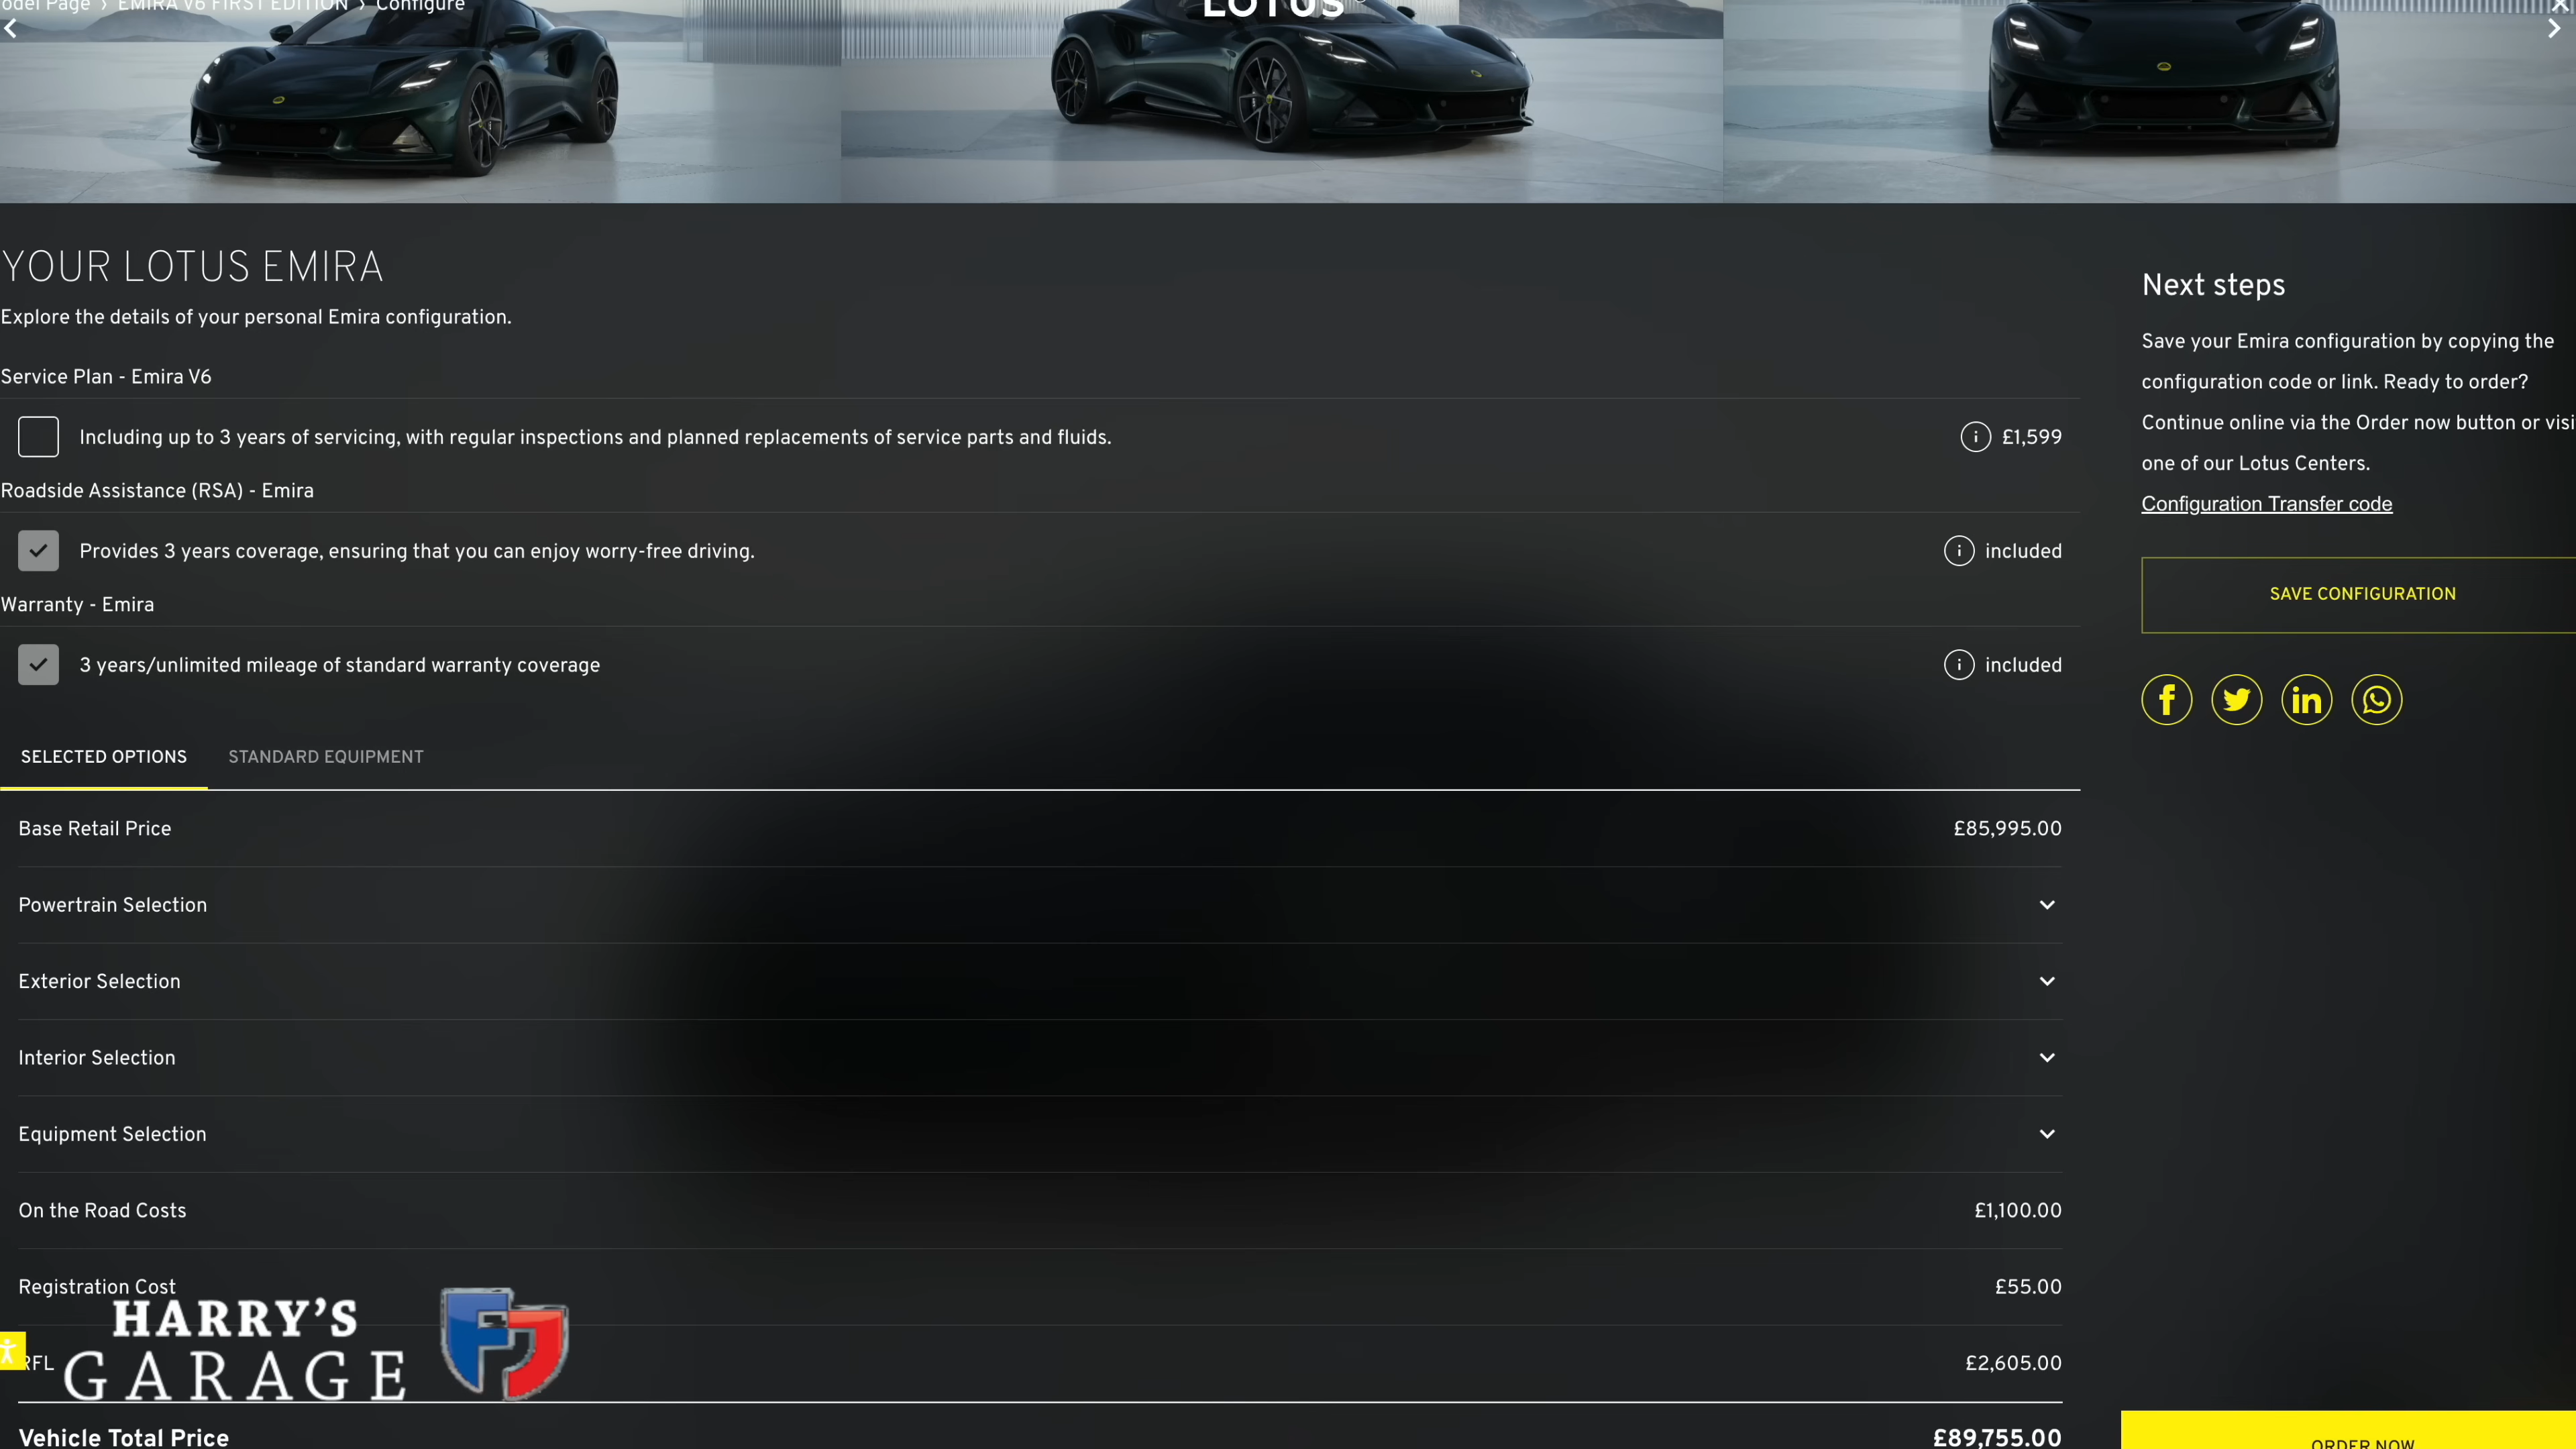 odel Page > EMIRA V6 FIRST EDITION > Configure
LOTUS
YOUR LOTUS EMIRA
Explore the details of your personal Emira configuration.
Service Plan - Emira V6
Including up to 3 years of servicing, with regular inspections and planned replacements of service parts and fluids.
i £1,599
Roadside Assistance (RSA) - Emira
Provides 3 years coverage, ensuring that you can enjoy worry-free driving.
i included
Warranty - Emira
3 years/unlimited mileage of standard warranty coverage
i included
SELECTED OPTIONS
STANDARD EQUIPMENT
Base Retail Price £85,995.00
Powertrain Selection
Exterior Selection
Interior Selection
Equipment Selection
On the Road Costs £1,100.00
Registration Cost £55.00
RFL £2,605.00
Vehicle Total Price £89,755.00
HARRY'S
GARAGE
Next steps
Save your Emira configuration by copying the
configuration code or link. Ready to order?
Continue online via the Order now button or visi
one of our Lotus Centers.
Configuration Transfer code
SAVE CONFIGURATION
ORDER NOW